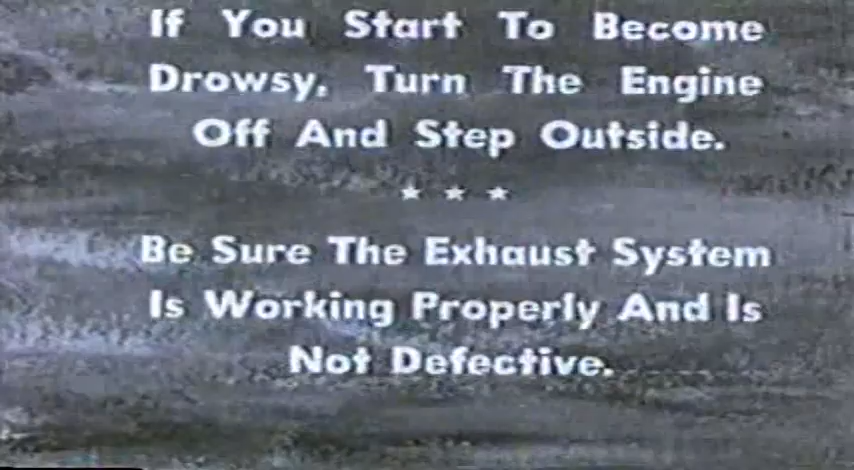 If You Start To Become
Drowsy, Turn The Engine
Off And Step Outside.
* * *
Be Sure The Exhaust System
Is Working Properly And Is
Not Defective.